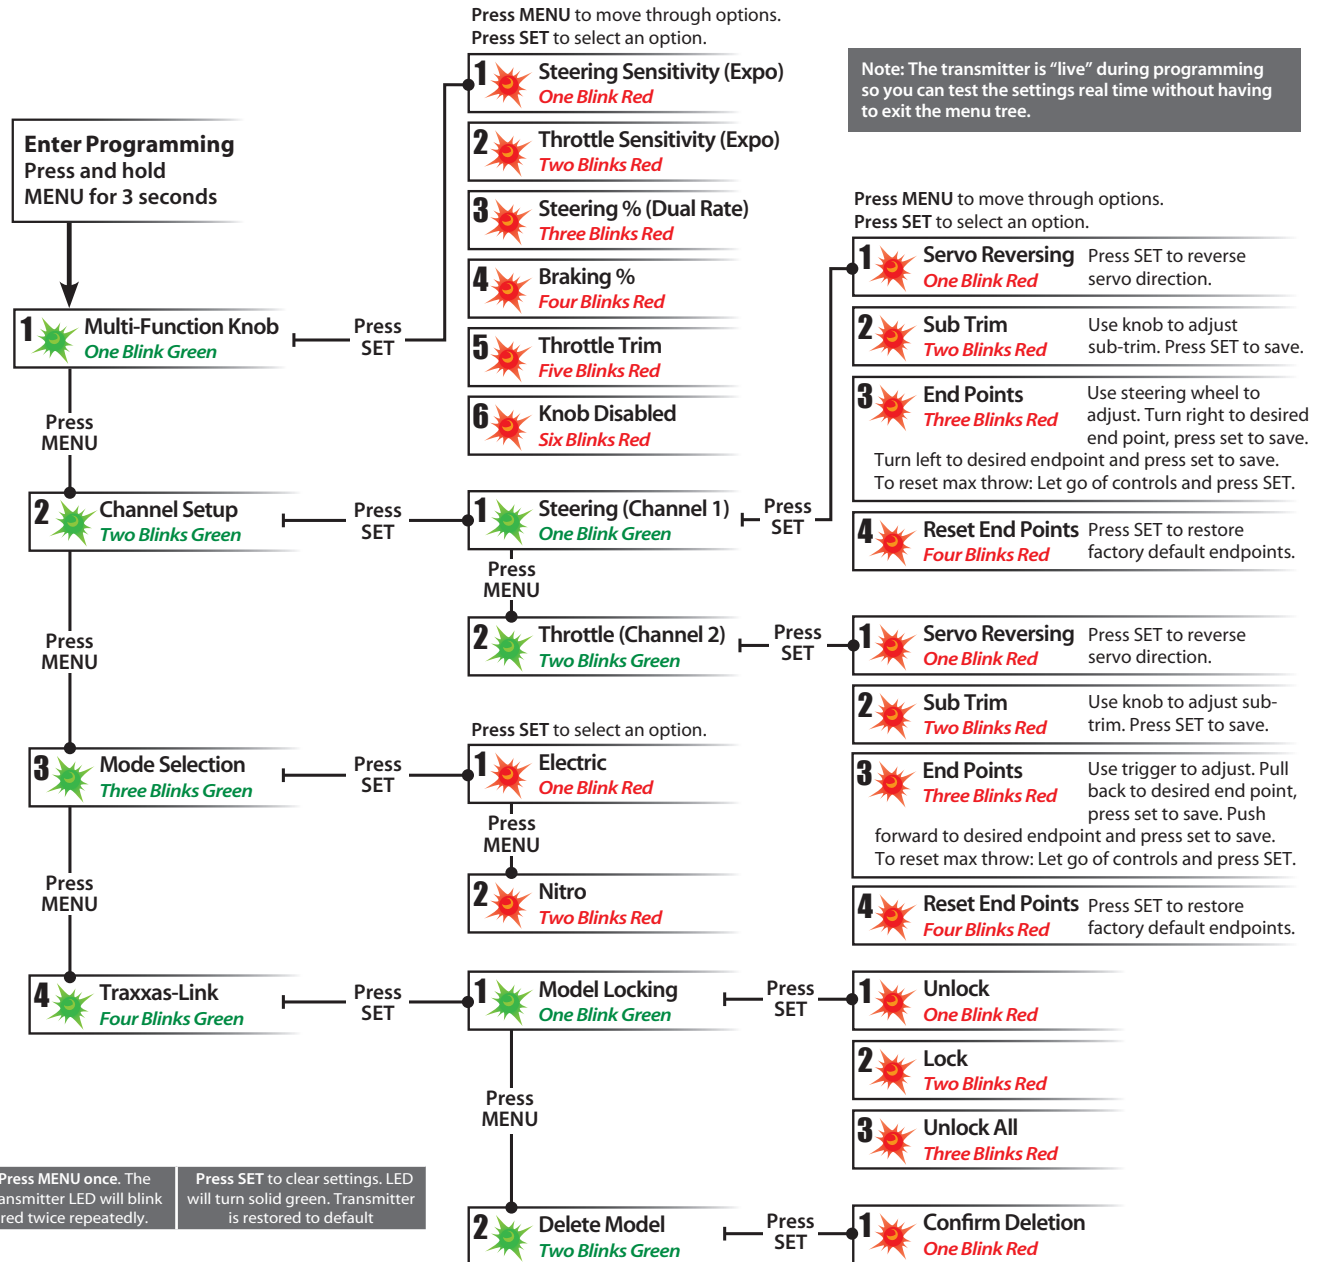 Press MENU to move through options.
Press SET to select an option.
Note: The transmitter is “live” during programming
so you can test the settings real time without having
to exit the menu tree.
Enter Programming
Press and hold
MENU for 3 seconds
1
Multi-Function Knob
One Blink Green
Press
SET
1
Steering Sensitivity (Expo)
One Blink Red
2
Throttle Sensitivity (Expo)
Two Blinks Red
3
Steering % (Dual Rate)
Three Blinks Red
4
Braking %
Four Blinks Red
5
Throttle Trim
Five Blinks Red
6
Knob Disabled
Six Blinks Red
Press
MENU
2
Channel Setup
Two Blinks Green
Press
SET
1
Steering (Channel 1)
One Blink Green
Press
SET
Press MENU to move through options.
Press SET to select an option.
1
Servo Reversing
One Blink Red
Press SET to reverse
servo direction.
2
Sub Trim
Two Blinks Red
Use knob to adjust
sub-trim. Press SET to save.
3
End Points
Three Blinks Red
Use steering wheel to
adjust. Turn right to desired
end point, press set to save.
Turn left to desired endpoint and press set to save.
To reset max throw: Let go of controls and press SET.
4
Reset End Points
Four Blinks Red
Press SET to restore
factory default endpoints.
Press
MENU
2
Throttle (Channel 2)
Two Blinks Green
Press
SET
1
Servo Reversing
One Blink Red
Press SET to reverse
servo direction.
2
Sub Trim
Two Blinks Red
Use knob to adjust sub-
trim. Press SET to save.
3
End Points
Three Blinks Red
Use trigger to adjust. Pull
back to desired end point,
press set to save. Push
forward to desired endpoint and press set to save.
To reset max throw: Let go of controls and press SET.
4
Reset End Points
Four Blinks Red
Press SET to restore
factory default endpoints.
Press
MENU
3
Mode Selection
Three Blinks Green
Press
SET
Press SET to select an option.
1
Electric
One Blink Red
Press
MENU
2
Nitro
Two Blinks Red
Press
MENU
4
Traxxas-Link
Four Blinks Green
Press
SET
1
Model Locking
One Blink Green
Press
SET
1
Unlock
One Blink Red
2
Lock
Two Blinks Red
3
Unlock All
Three Blinks Red
Press
MENU
2
Delete Model
Two Blinks Green
Press
SET
1
Confirm Deletion
One Blink Red
Press MENU once. The
ansmitter LED will blink
red twice repeatedly.
Press SET to clear settings. LED
will turn solid green. Transmitter
is restored to default